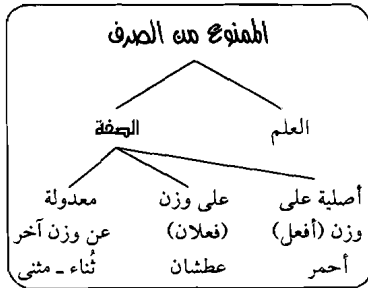 الممنوع من الصرف
العلم
الصفة
أصلية على
وزن (أفعل)
أحمر
على وزن
(فعلان)
عطشان
معدولة
عن وزن آخر
ثُناء ـ مثنى